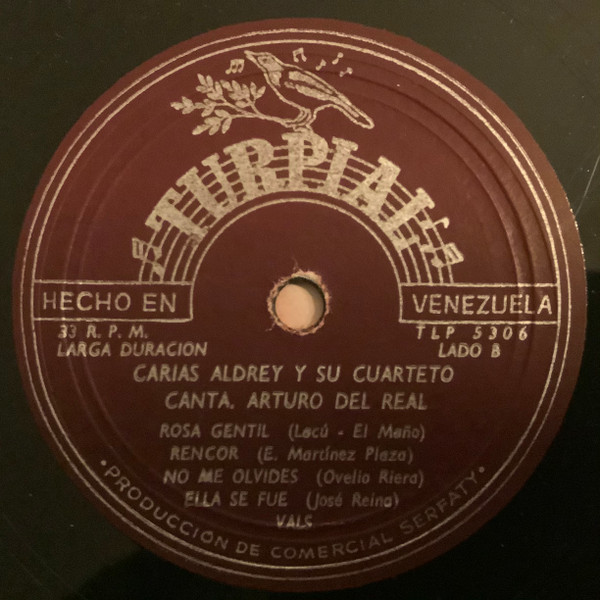 TURPIAL
HECHO EN VENEZUELA
33 R. P. M. TLP 5306
LARGA DURACION LADO B
CARIAS ALDREY Y SU CUARTETO
CANTA. ARTURO DEL REAL
ROSA GENTIL (Lacú - El Maño)
RENCOR (E. Martínez Plaza)
NO ME OLVIDES (Ovelio Riera)
ELLA SE FUE (José Reina)
VALS
•PRODUCCIÓN DE COMERCIAL SERFATY•